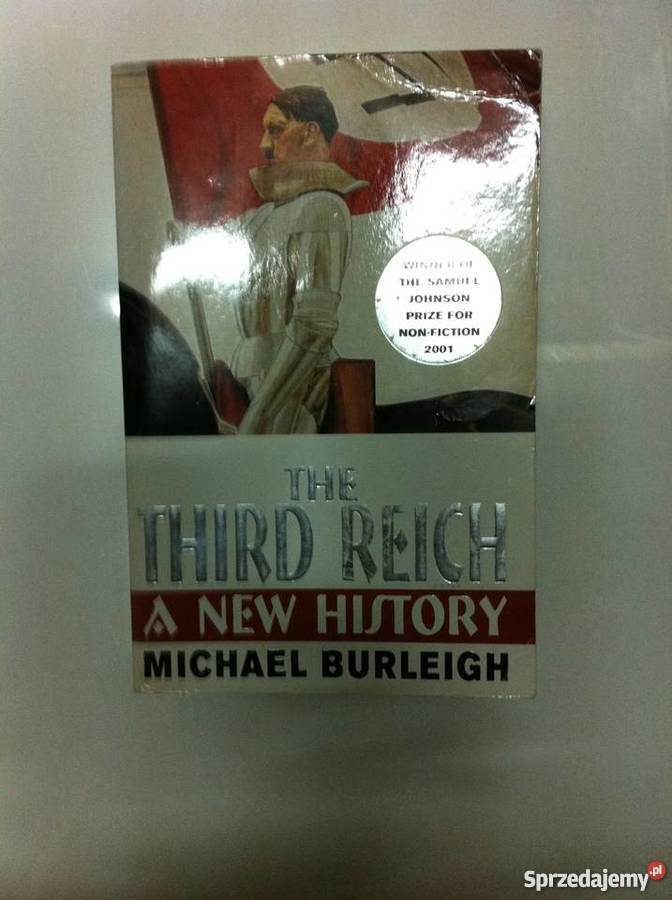 WINNER OF
THE SAMUEL
JOHNSON
PRIZE FOR
NON-FICTION
2001
THE
THIRD REICH
A NEW HISTORY
MICHAEL BURLEIGH
Sprzedajemy.pl